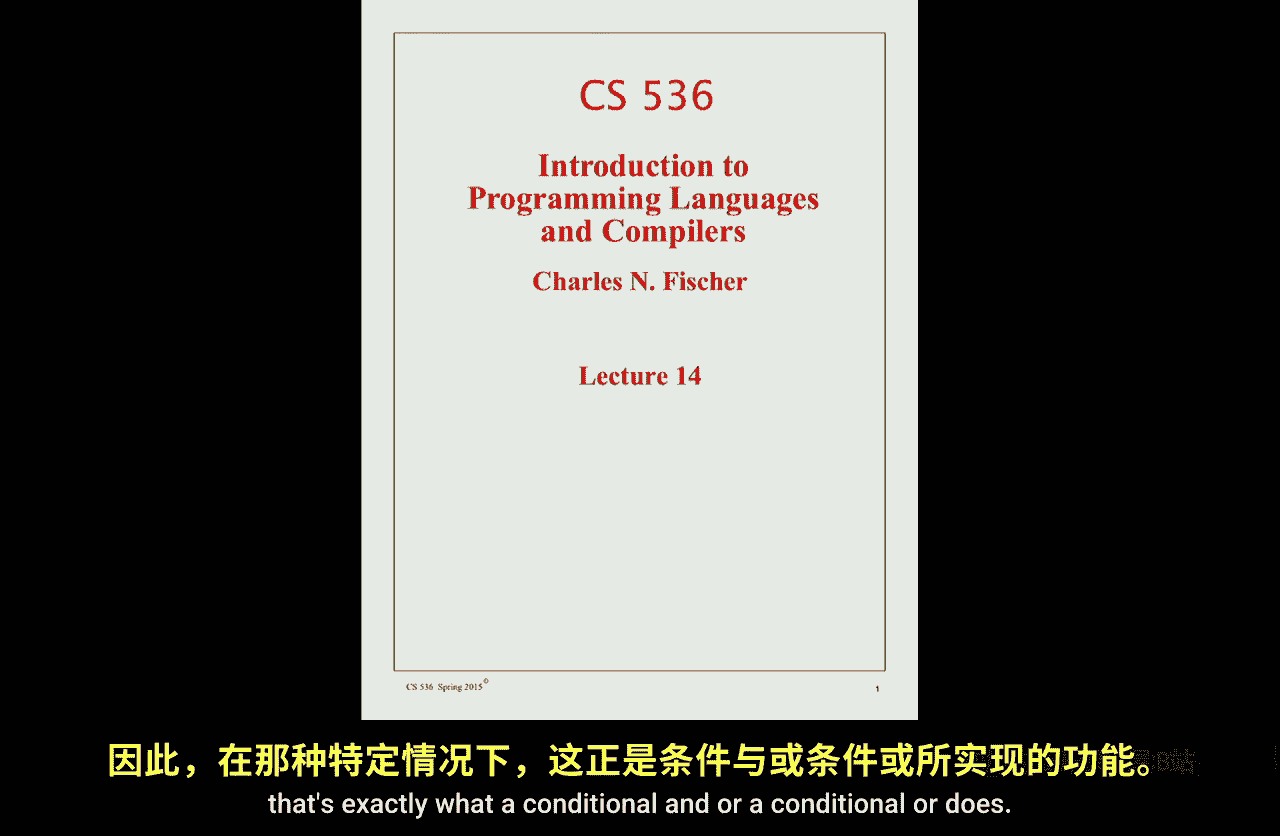 CS 536
Introduction to
Programming Languages
and Compilers
Charles N. Fischer
Lecture 14
CS 536 Spring 2015©
1
因此，在那种特定情况下，这正是条件与或条件或所实现的功能。
that's exactly what a conditional and or a conditional or does.